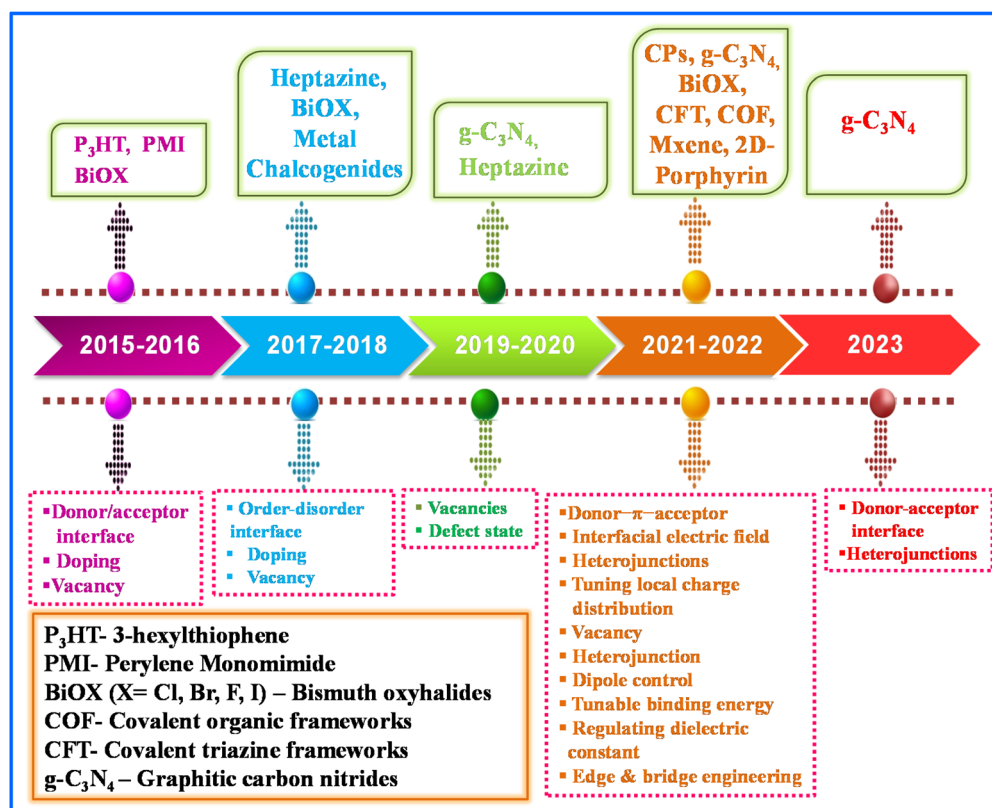 P₃HT, PMI
BiOX
Heptazine,
BiOX,
Metal
Chalcogenides
g-C₃N₄,
Heptazine
CPs, g-C₃N₄,
BiOX,
CFT, COF,
Mxene, 2D-
Porphyrin
g-C₃N₄
2015-2016
2017-2018
2019-2020
2021-2022
2023
▪Donor/acceptor
interface
▪ Doping
▪Vacancy
▪ Order-disorder
interface
▪ Doping
▪ Vacancy
▪ Vacancies
▪ Defect state
▪Donor–π–acceptor
▪ Interfacial electric field
▪ Heterojunctions
▪ Tuning local charge
distribution
▪ Vacancy
▪ Heterojunction
▪ Dipole control
▪ Tunable binding energy
▪ Regulating dielectric
constant
▪ Edge & bridge engineering
▪ Donor-acceptor
interface
▪Heterojunctions
P₃HT- 3-hexylthiophene
PMI- Perylene Monomimide
BiOX (X= Cl, Br, F, I) – Bismuth oxyhalides
COF- Covalent organic frameworks
CFT- Covalent triazine frameworks
g-C₃N₄ – Graphitic carbon nitrides